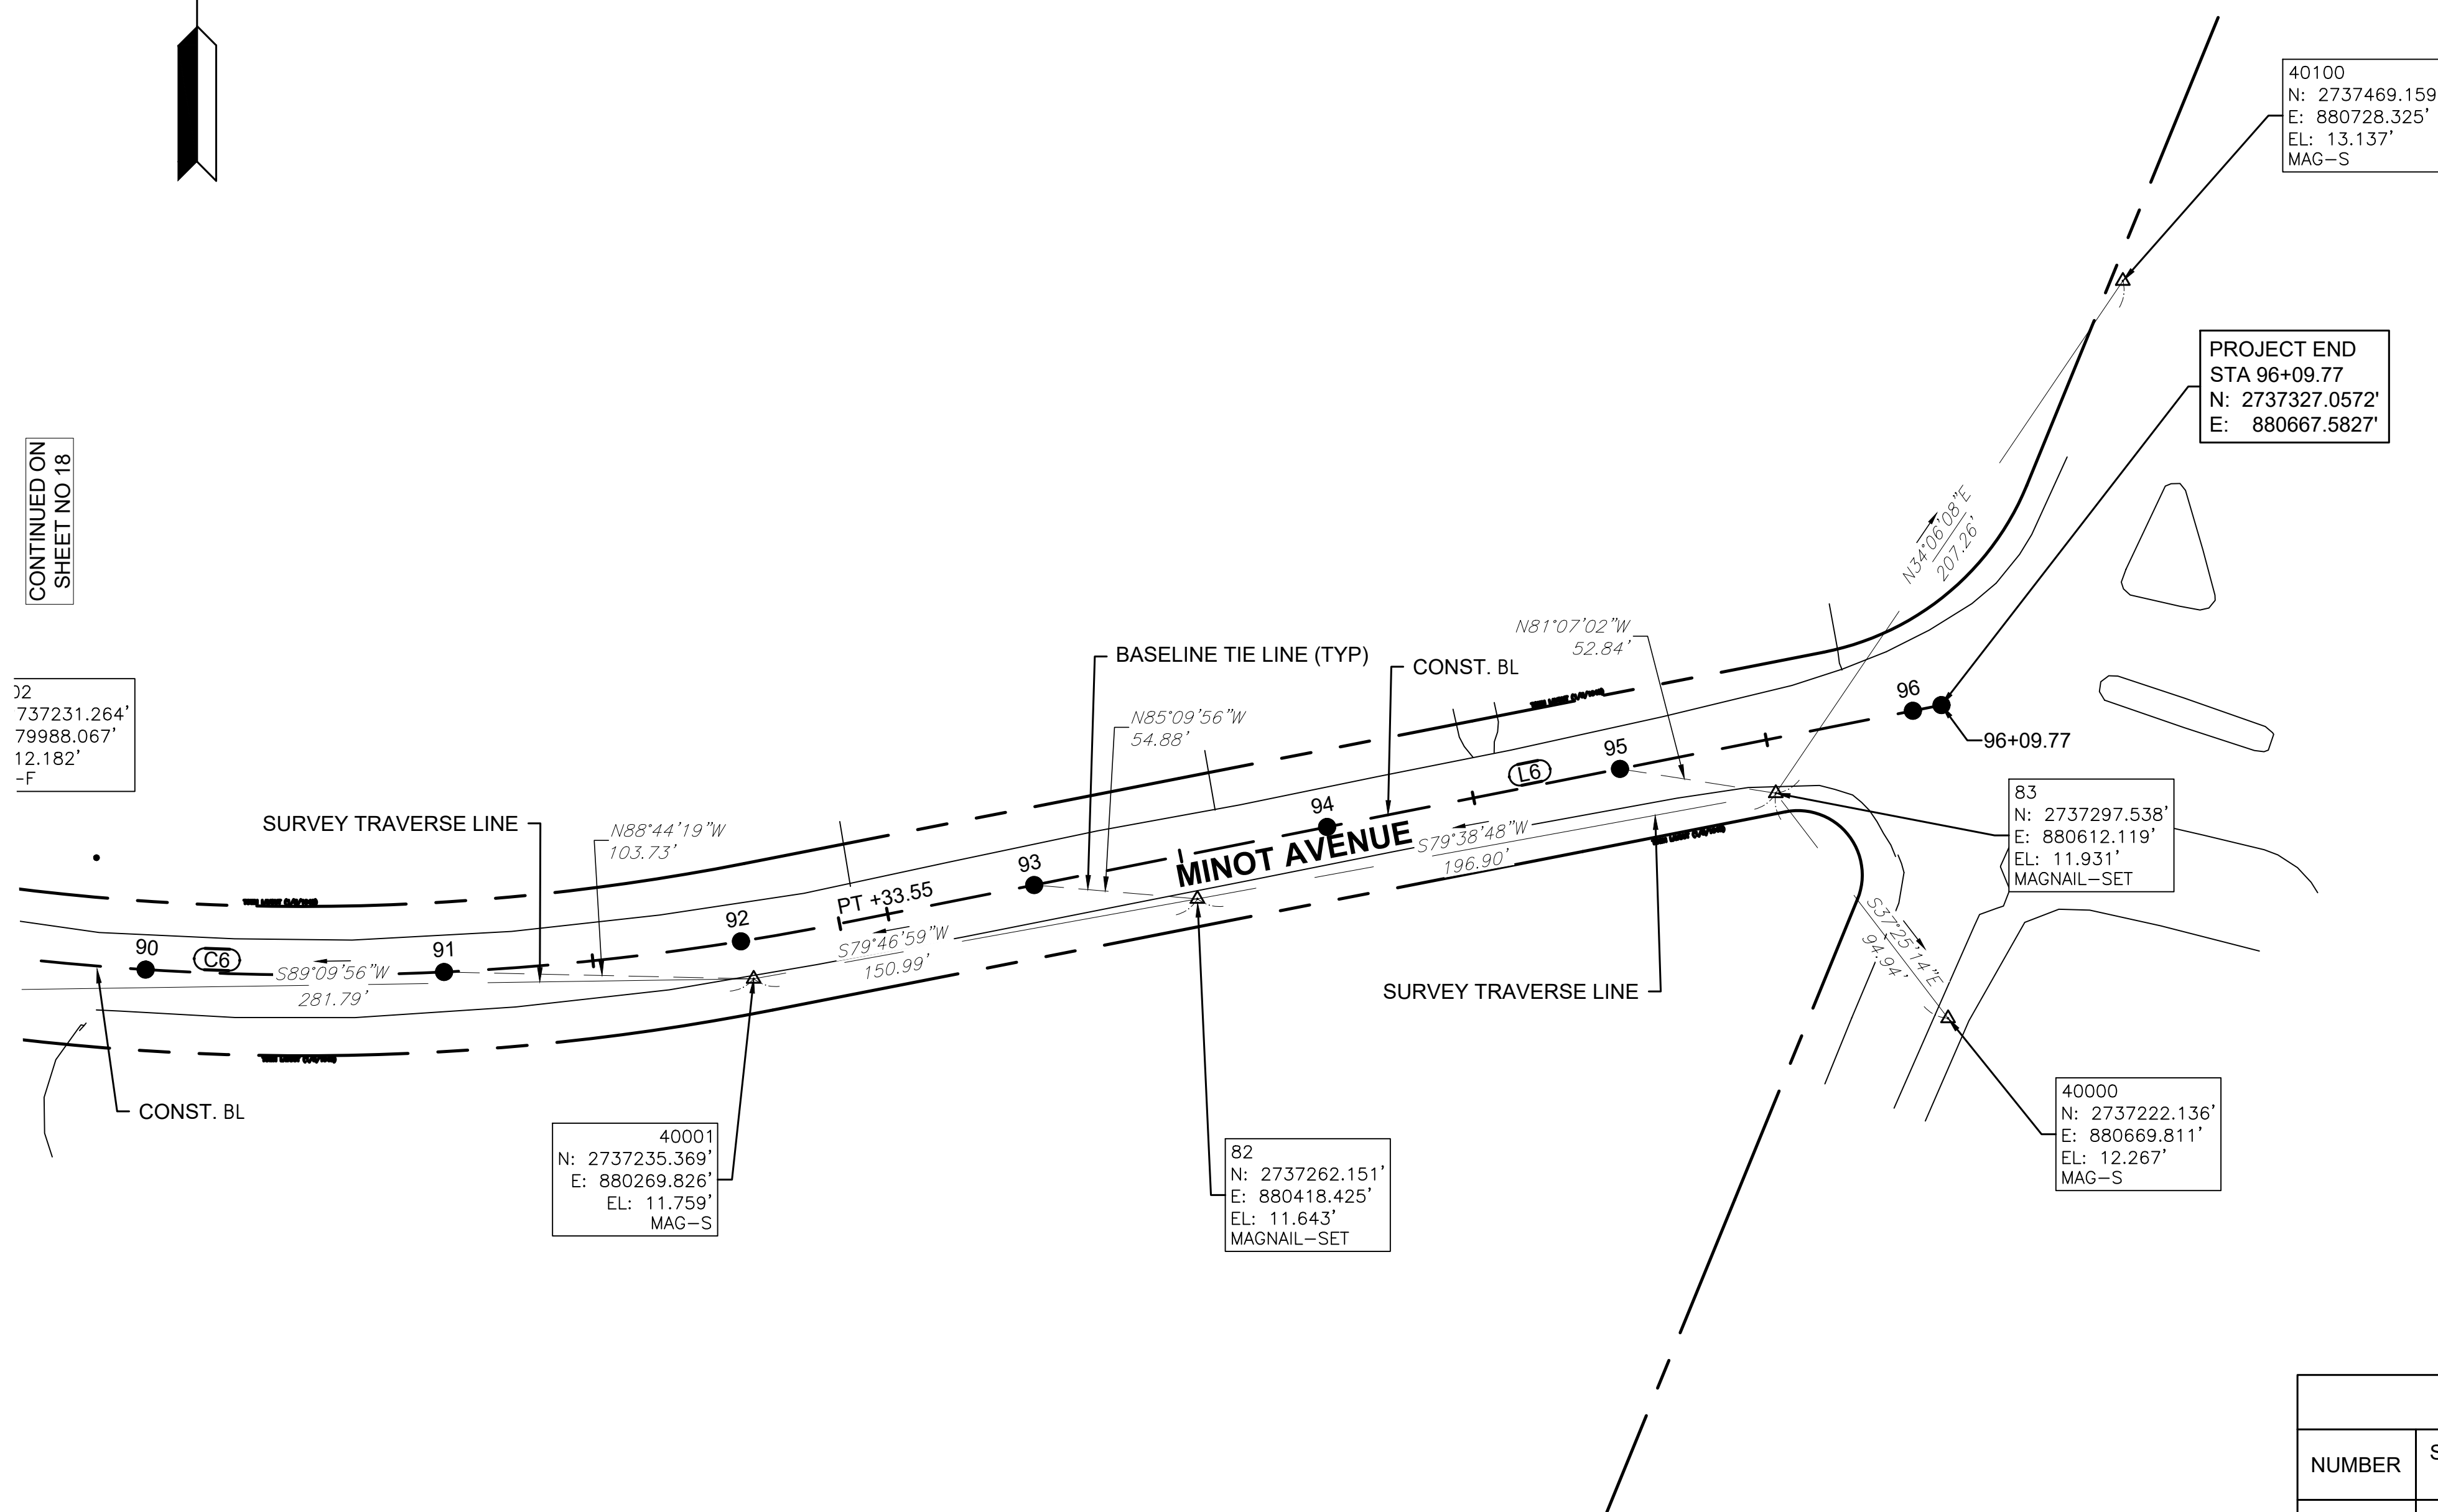 40100
N: 2737469.159
E: 880728.325'
EL: 13.137'
MAG-S
PROJECT END
STA 96+09.77
N: 2737327.0572'
E: 880667.5827'
CONTINUED ON
SHEET NO 18
N34°06'08"E
207.26'
N81°07'02"W
52.84'
BASELINE TIE LINE (TYP)
CONST. BL
02
737231.264'
79988.067'
12.182'
-F
N85°09'56"W
54.88'
96
96+09.77
95
L6
83
N: 2737297.538'
E: 880612.119'
EL: 11.931'
MAGNAIL-SET
SURVEY TRAVERSE LINE
N88°44'19"W
103.73'
94
MINOT AVENUE
S79°38'48"W
196.90'
93
PT +33.55
92
S79°46'59"W
150.99'
90
C6
91
S89°09'56"W
281.79'
S37°25'14"E
94.94'
SURVEY TRAVERSE LINE
CONST. BL
40001
N: 2737235.369'
E: 880269.826'
EL: 11.759'
MAG-S
82
N: 2737262.151'
E: 880418.425'
EL: 11.643'
MAGNAIL-SET
40000
N: 2737222.136'
E: 880669.811'
EL: 12.267'
MAG-S
NUMBER
S